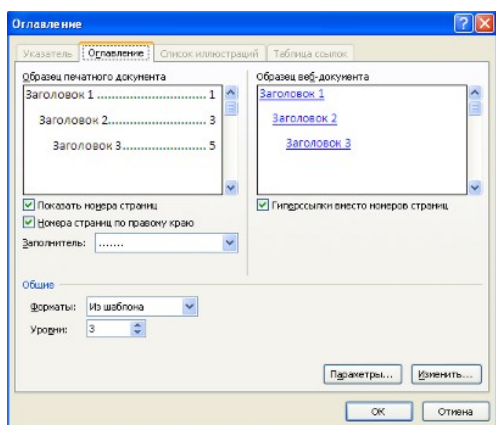 Оглавление
Указатель Оглавление Список иллюстраций Таблица ссылок
Образец печатного документа
Заголовок 1............................. 1
Заголовок 2........................ 3
Заголовок 3..................... 5
Образец веб-документа
Заголовок 1
Заголовок 2
Заголовок 3
Показать номера страниц
Номера страниц по правому краю
Заполнитель: .......
Гиперссылки вместо номеров страниц
Общие
Форматы: Из шаблона
Уровни: 3
Параметры... Изменить...
ОК Отмена